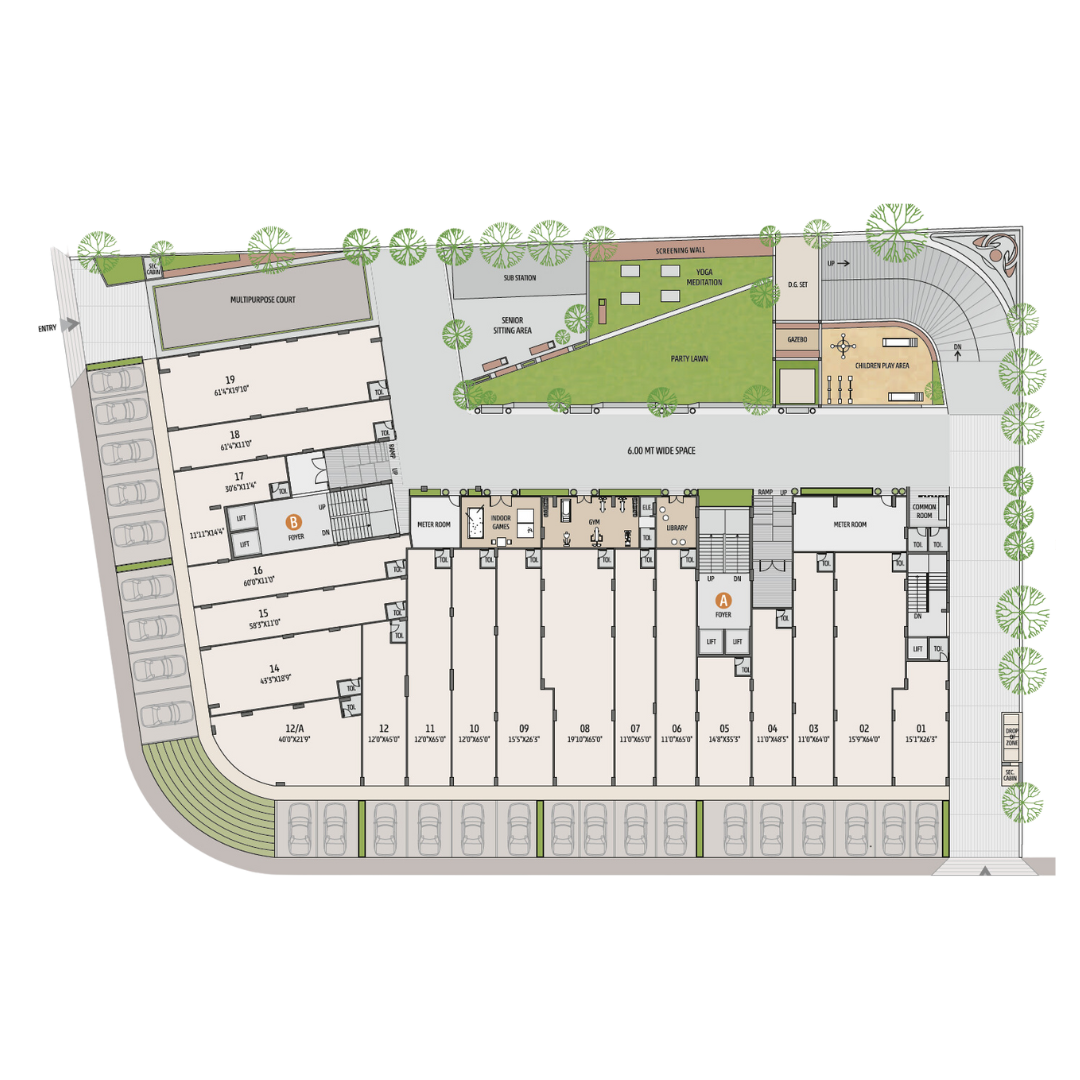 SCREENING WALL
SEC.
CABIN
SUB STATION
YOGA
MEDITATION
UP
D.G. SET
MULTIPURPOSE COURT
SENIOR
SITTING AREA
ENTRY
GAZEBO
DN
PARTY LAWN
CHILDREN PLAY AREA
19
61'4"X19'10"
TOL.
18
61'4"X11'0"
TOL.
RAMP
UP
6.00 MT WIDE SPACE
17
30'6"X11'4"
TOL.
11'11"X14'4"
LIFT
LIFT
B
FOYER
UP
DN
METER ROOM
INDOOR
GAMES
GYM
ELE.
TOL.
LIBRARY
RAMP UP
METER ROOM
COMMON
ROOM
TOL.
TOL.
16
60'0"X11'0"
TOL.
15
58'3"X11'0"
TOL.
TOL.
14
43'3"X18'9"
TOL.
TOL.
TOL.
TOL.
TOL.
TOL.
TOL.
TOL.
UP
DN
A
FOYER
LIFT
LIFT
TOL.
TOL.
TOL.
TOL.
DN
LIFT
TOL.
12/A
40'0"X21'9"
12
12'0"X45'0"
11
12'0"X65'0"
10
12'0"X65'0"
09
15'5"X26'3"
08
19'10"X65'0"
07
11'0"X65'0"
06
11'0"X65'0"
05
14'8"X35'3"
04
11'0"X48'5"
03
11'0"X64'0"
02
15'9"X64'0"
01
15'1"X26'3"
DROP
OF
ZONE
SEC.
CABIN